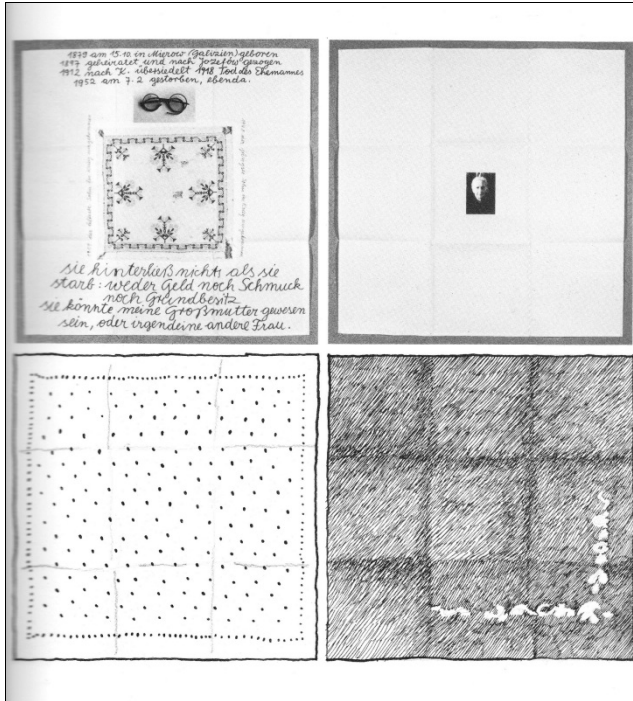 1879 am 15.10. in Mierow (Galizien) geboren
1897 geheiratet und nach Jozefów gezogen
1912 nach K. übersiedelt 1918 Tod des Ehemannes
1952 am 7.2 gestorben, ebenda.
sie hinterließ nichts als sie
starb: weder Geld noch Schmuck
noch Grundbesitz
sie könnte meine Großmutter gewesen
sein, oder irgendeine andere Frau.